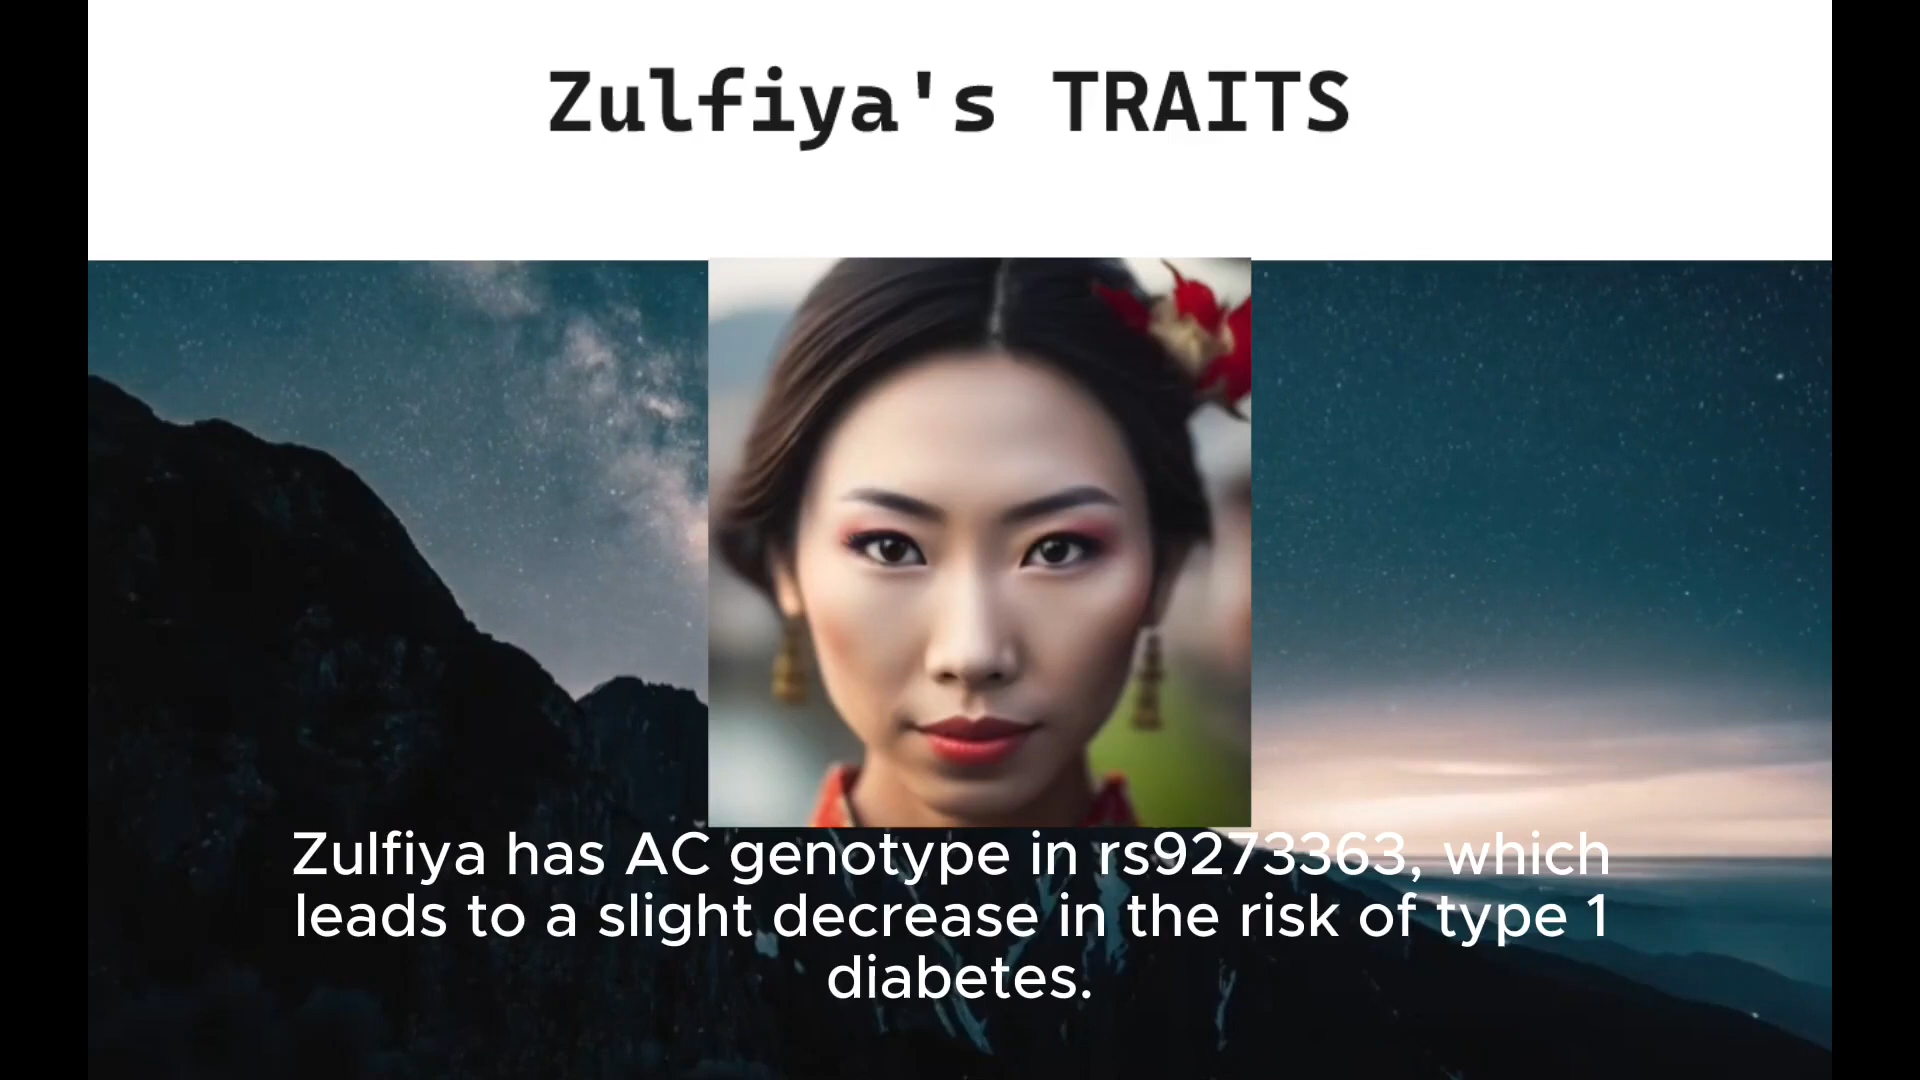 Zulfiya's TRAITS
Zulfiya has AC genotype in rs9273363, which
leads to a slight decrease in the risk of type 1
diabetes.